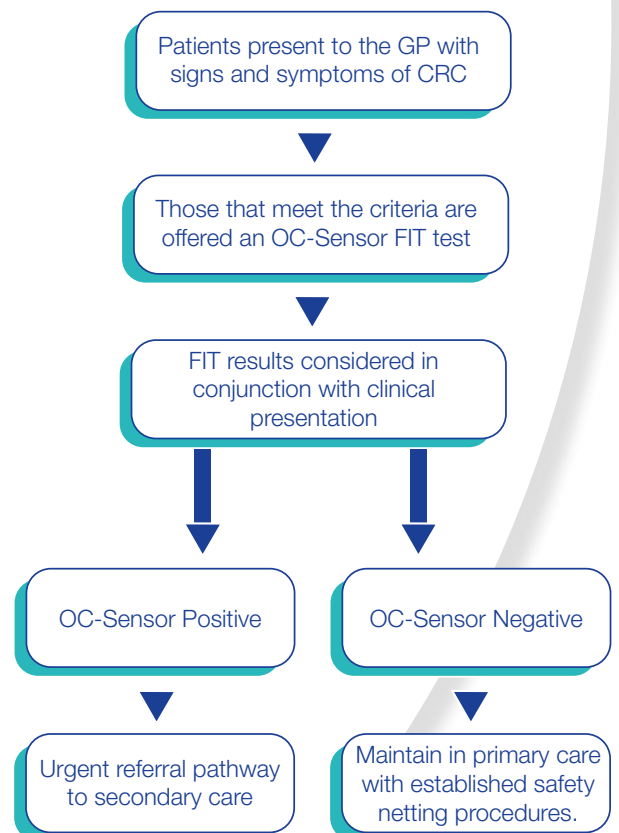 Patients present to the GP with
signs and symptoms of CRC
Those that meet the criteria are
offered an OC-Sensor FIT test
FIT results considered in
conjunction with clinical
presentation
OC-Sensor Positive
OC-Sensor Negative
Urgent referral pathway
to secondary care
Maintain in primary care
with established safety
netting procedures.